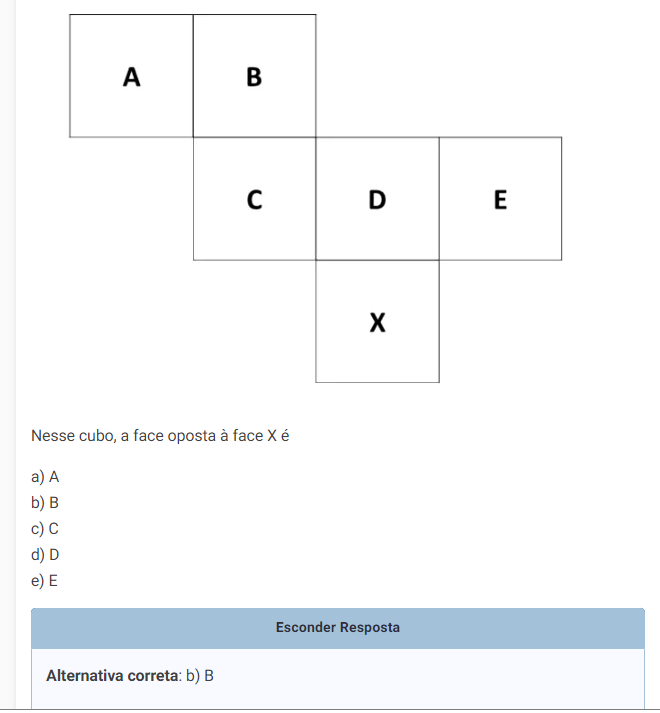 A B
C D E
X
Nesse cubo, a face oposta à face X é
a) A
b) B
c) C
d) D
e) E
Esconder Resposta
Alternativa correta: b) B